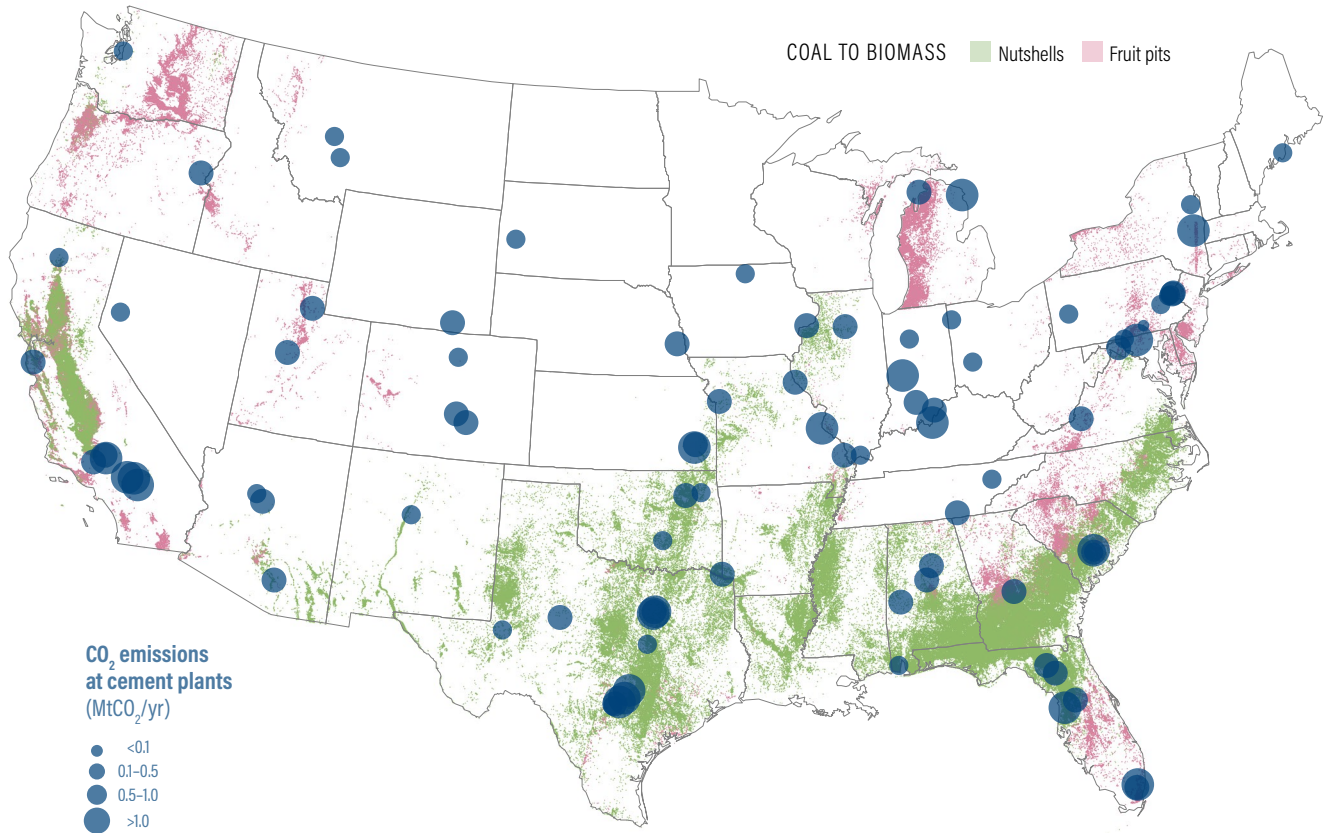 COAL TO BIOMASS Nutshells Fruit pits
CO₂ emissions
at cement plants
(MtCO₂/yr)
<0.1
0.1–0.5
0.5–1.0
>1.0